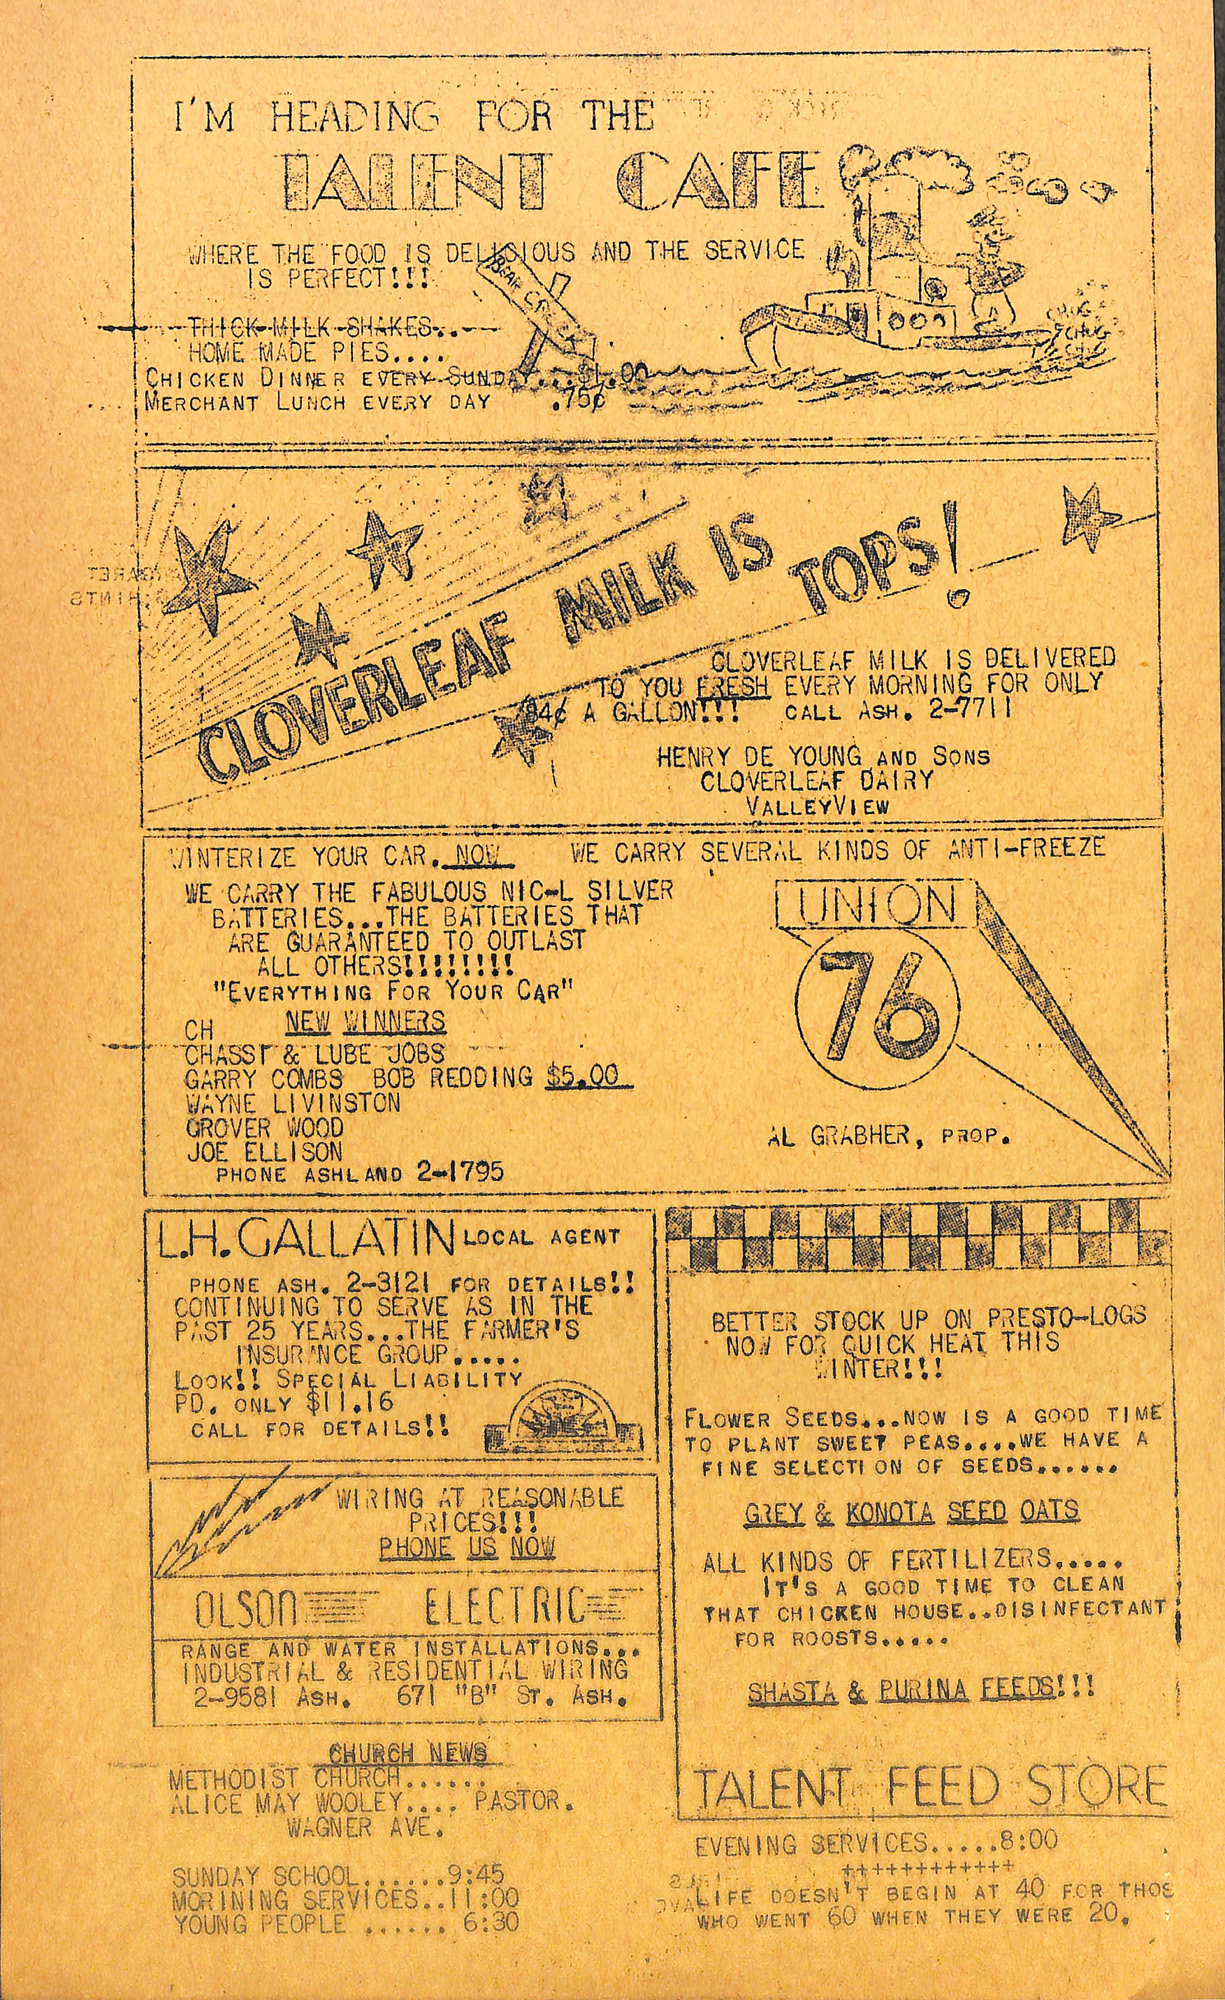 I'M HEADING FOR THE
TALENT CAFE
WHERE THE FOOD IS DELICIOUS AND THE SERVICE
IS PERFECT!!!
BEAR CREEK
THICK MILK SHAKES...
HOME MADE PIES....
CHICKEN DINNER EVERY SUNDAY...$1.00
MERCHANT LUNCH EVERY DAY .75¢
CHUG
CHUG
CLOVERLEAF MILK IS TOPS!
CLOVERLEAF MILK IS DELIVERED
TO YOU FRESH EVERY MORNING FOR ONLY
84¢ A GALLON!!! CALL ASH. 2-7711
HENRY DE YOUNG AND SONS
CLOVERLEAF DAIRY
VALLEYVIEW
WINTERIZE YOUR CAR. NOW WE CARRY SEVERAL KINDS OF ANTI-FREEZE
WE CARRY THE FABULOUS NIC-L SILVER
BATTERIES...THE BATTERIES THAT
ARE GUARANTEED TO OUTLAST
ALL OTHERS!!!!!!!!
"EVERYTHING FOR YOUR CAR"
CH NEW WINNERS
CHASSI & LUBE JOBS
GARRY COMBS BOB REDDING $5.00
WAYNE LIVINSTON
GROVER WOOD
JOE ELLISON
PHONE ASHLAND 2-1795
UNION
76
AL GRABHER, PROP.
L.H. GALLATIN LOCAL AGENT
PHONE ASH. 2-3121 FOR DETAILS!!
CONTINUING TO SERVE AS IN THE
PAST 25 YEARS...THE FARMER'S
INSURANCE GROUP.....
LOOK!! SPECIAL LIABILITY
PD. ONLY $11.16
CALL FOR DETAILS!!
WIRING AT REASONABLE
PRICES!!!
PHONE US NOW
OLSON ELECTRIC
RANGE AND WATER INSTALLATIONS...
INDUSTRIAL & RESIDENTIAL WIRING
2-9581 ASH. 671 "B" ST. ASH.
BETTER STOCK UP ON PRESTO-LOGS
NOW FOR QUICK HEAT THIS
WINTER!!!
FLOWER SEEDS...NOW IS A GOOD TIME
TO PLANT SWEET PEAS....WE HAVE A
FINE SELECTION OF SEEDS......
GREY & KONOTA SEED OATS
ALL KINDS OF FERTILIZERS.....
IT'S A GOOD TIME TO CLEAN
THAT CHICKEN HOUSE..DISINFECTANT
FOR ROOSTS.....
SHASTA & PURINA FEEDS!!!
TALENT FEED STORE
CHURCH NEWS
METHODIST CHURCH......
ALICE MAY WOOLEY.... PASTOR.
WAGNER AVE.
SUNDAY SCHOOL.......9:45
MORINING SERVICES..11:00
YOUNG PEOPLE ...... 6:30
EVENING SERVICES.....8:00
++++++++++++
LIFE DOESN'T BEGIN AT 40 FOR THOS
WHO WENT 60 WHEN THEY WERE 20.